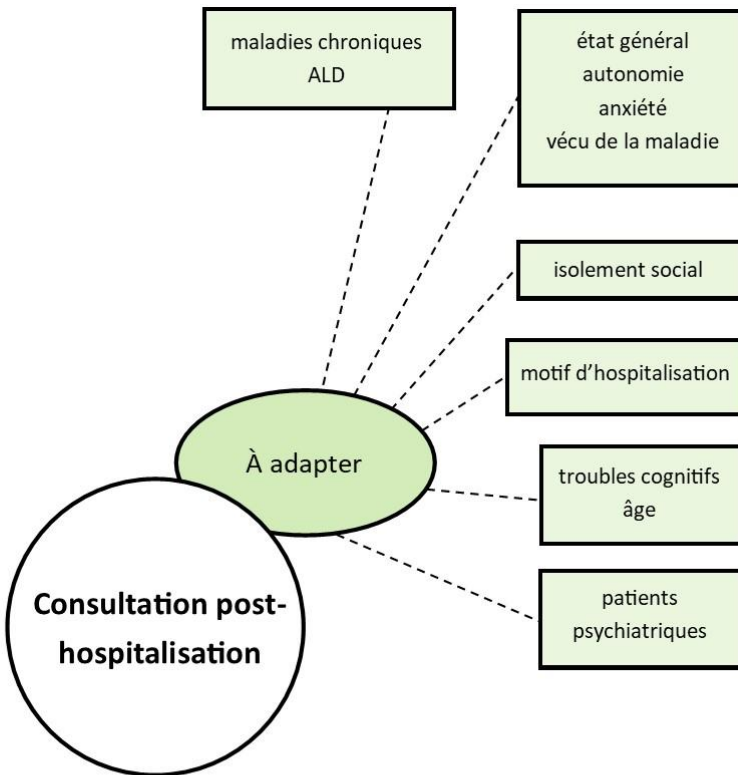 maladies chroniques
ALD
état général
autonomie
anxiété
vécu de la maladie
isolement social
motif d’hospitalisation
À adapter
troubles cognitifs
âge
Consultation post-
hospitalisation
patients
psychiatriques